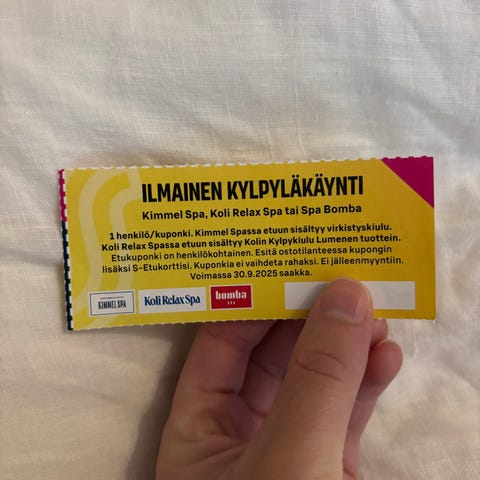 ILMAINEN KYLPYLÄKÄYNTI
Kimmel Spa, Koli Relax Spa tai Spa Bomba
1 henkilö/kuponki. Kimmel Spassa etuun sisältyy virkistyskiulu.
Koli Relax Spassa etuun sisältyy Kolin Kylpykiulu Lumenen tuottein.
Etukuponki on henkilökohtainen. Esitä ostotilanteessa kupongin
lisäksi S-Etukorttisi. Kuponkia ei vaihdeta rahaksi. Ei jälleenmyyntiin.
Voimassa 30.9.2025 saakka.
KIMMEL SPA
Koli Relax Spa
bomba
SPA